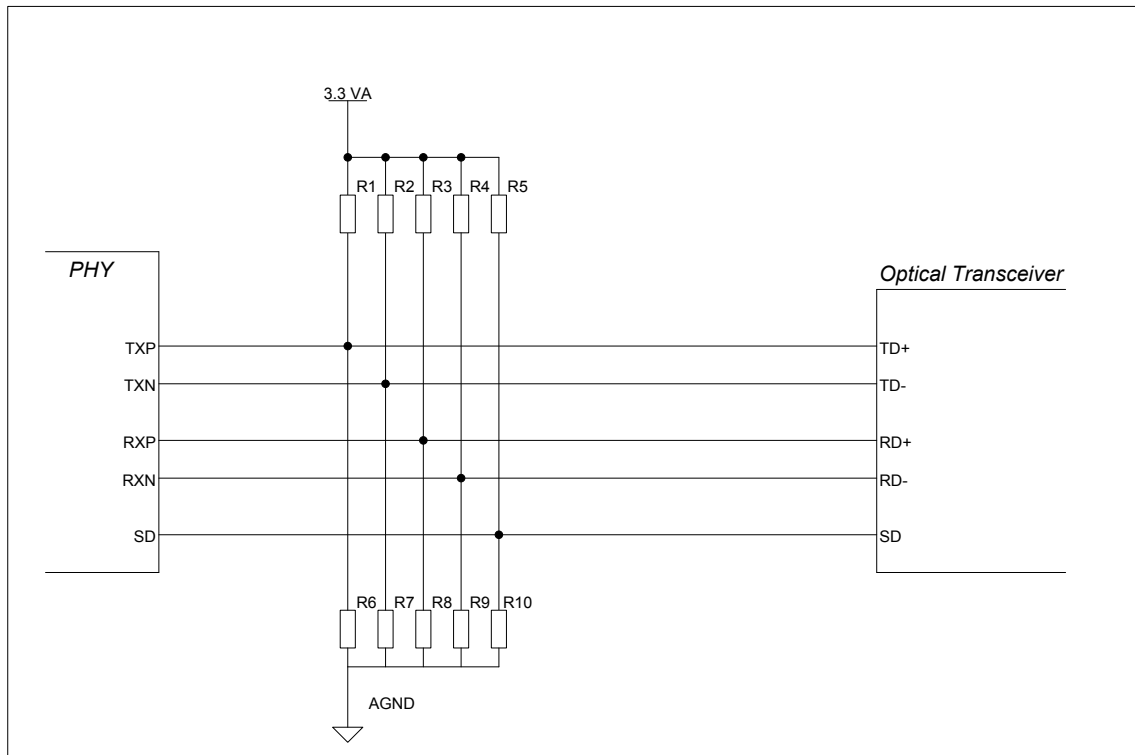 3.3 VA
R1 R2 R3 R4 R5
PHY
Optical Transceiver
TXP TD+
TXN TD-
RXP RD+
RXN RD-
SD SD
R6 R7 R8 R9 R10
AGND